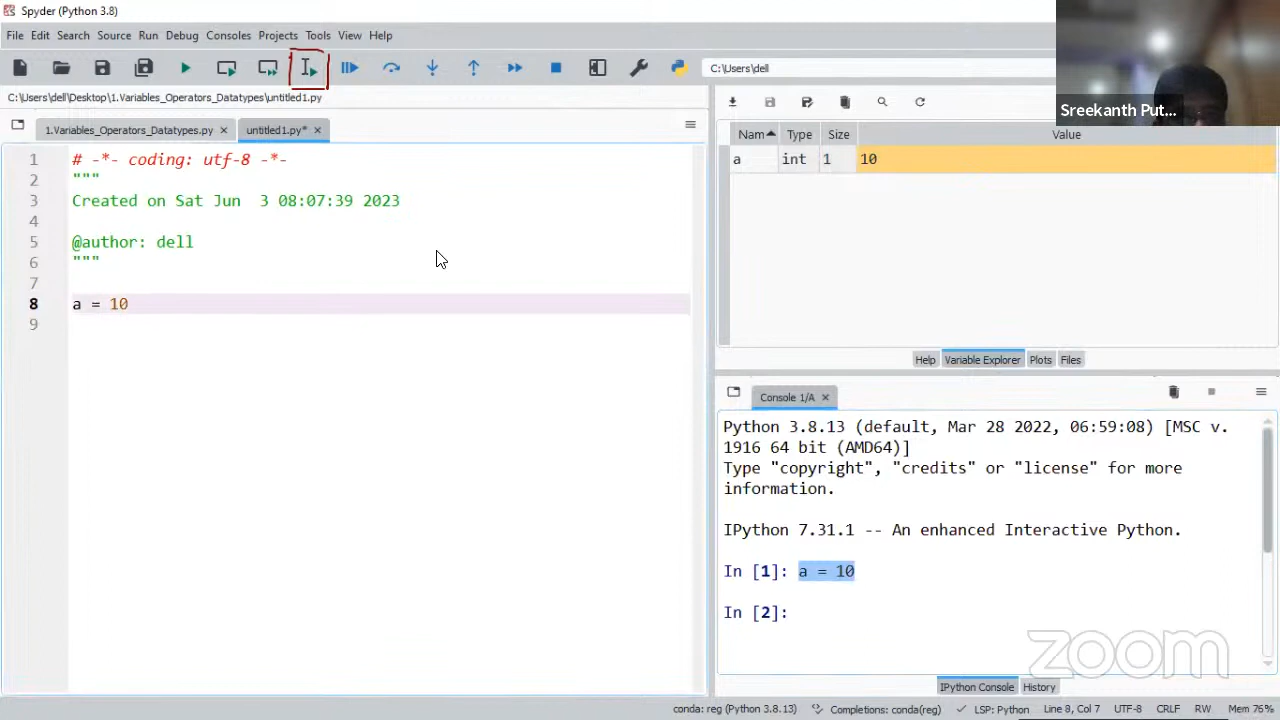 Spyder (Python 3.8)
File Edit Search Source Run Debug Consoles Projects Tools View Help
C:\Users\dell
C:\Users\dell\Desktop\1.Variables_Operators_Datatypes\untitled1.py
1.Variables_Operators_Datatypes.py
untitled1.py*
1 # -*- coding: utf-8 -*-
2 """
3 Created on Sat Jun  3 08:07:39 2023
4
5 @author: dell
6 """
7
8 a = 10
9
Sreekanth Put...
Nam Type Size Value
a int 1 10
Help Variable Explorer Plots Files
Console 1/A
Python 3.8.13 (default, Mar 28 2022, 06:59:08) [MSC v.
1916 64 bit (AMD64)]
Type "copyright", "credits" or "license" for more
information.
IPython 7.31.1 -- An enhanced Interactive Python.
In [1]: a = 10
In [2]:
zoom
IPython Console History
conda: reg (Python 3.8.13) Completions: conda(reg) LSP: Python Line 8, Col 7 UTF-8 CRLF RW Mem 76%